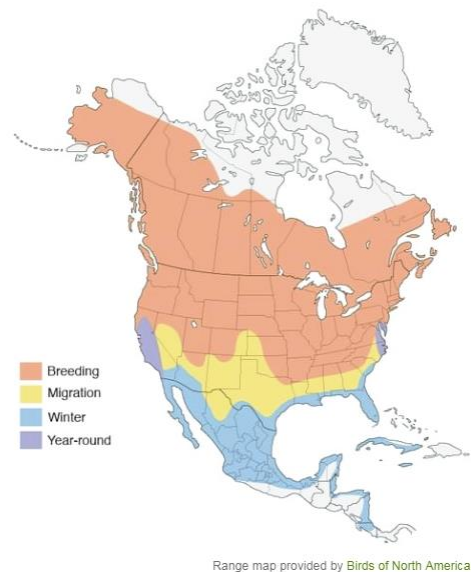 Breeding
Migration
Winter
Year-round
Range map provided by Birds of North America